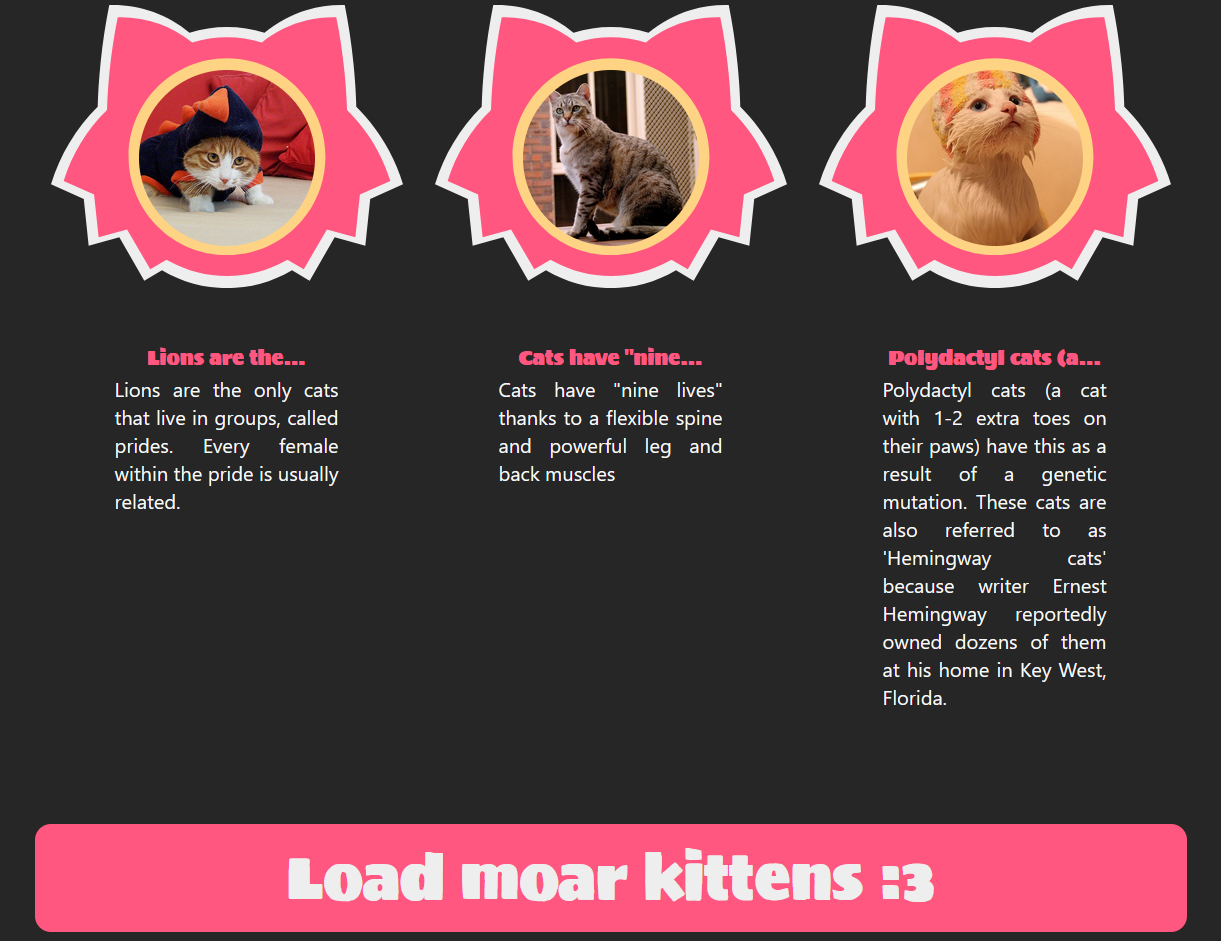 Lions are the...
Lions are the only cats
that live in groups, called
prides. Every female
within the pride is usually
related.
Cats have "nine...
Cats have "nine lives"
thanks to a flexible spine
and powerful leg and
back muscles
Polydactyl cats (a...
Polydactyl cats (a cat
with 1-2 extra toes on
their paws) have this as a
result of a genetic
mutation. These cats are
also referred to as
'Hemingway cats'
because writer Ernest
Hemingway reportedly
owned dozens of them
at his home in Key West,
Florida.
Load moar kittens :3